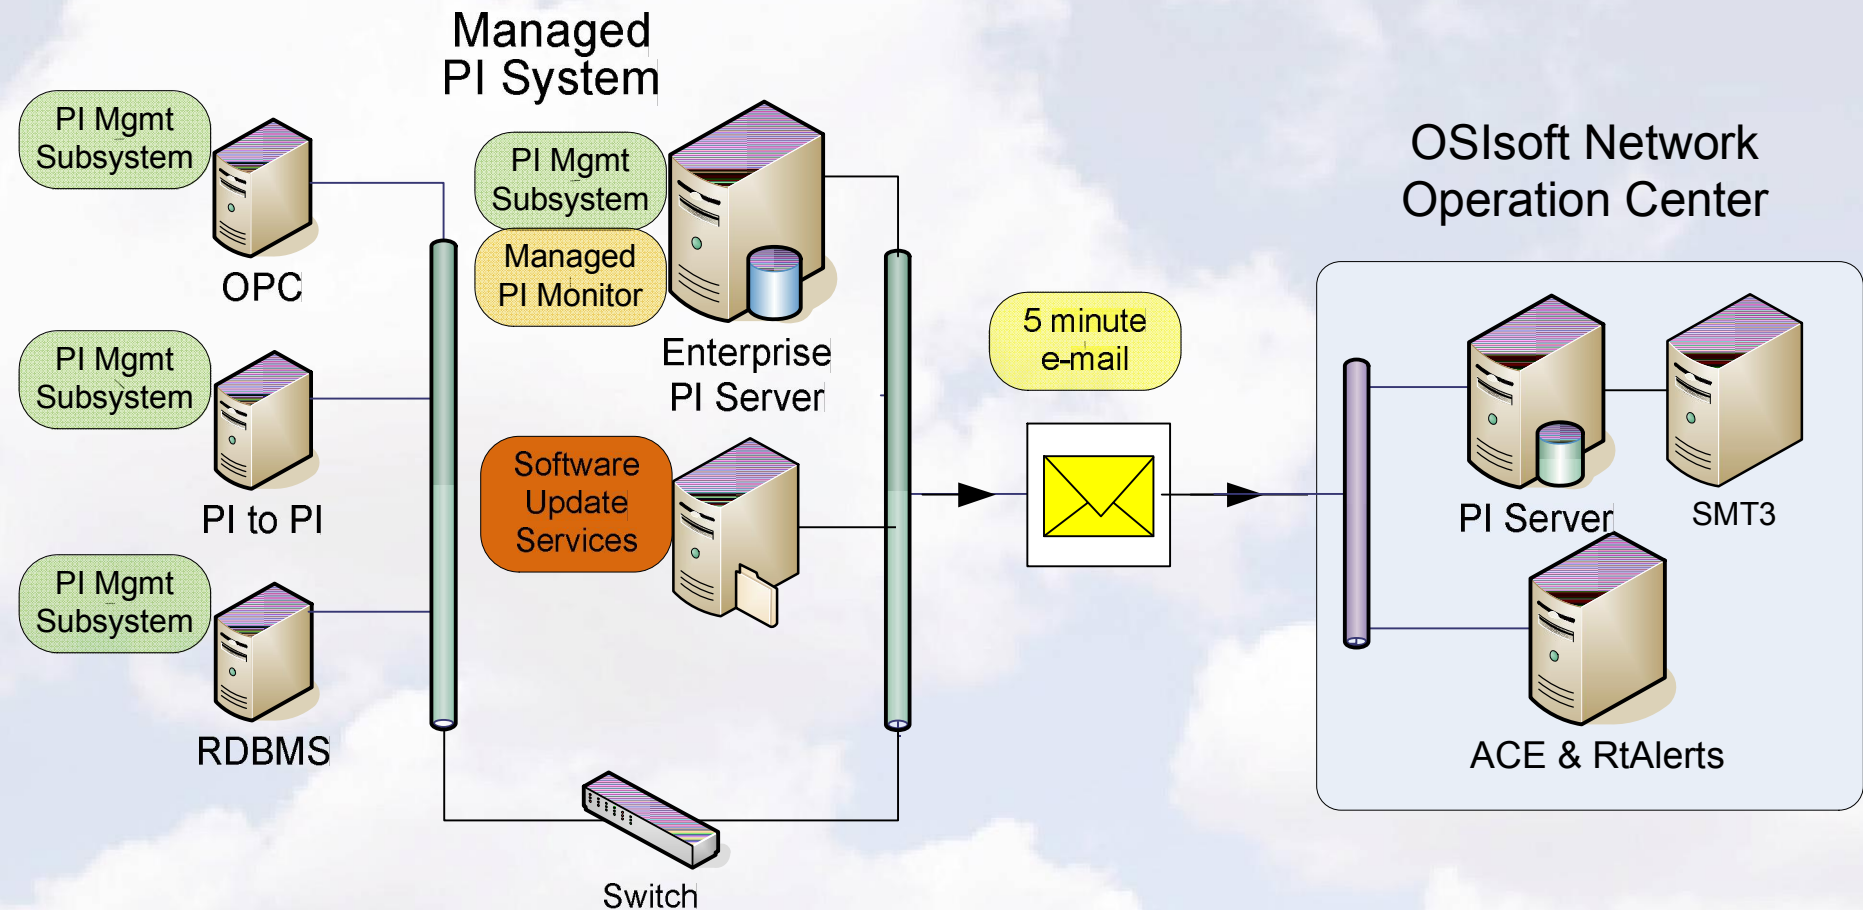 Managed
PI System
PI Mgmt
Subsystem
OPC
PI Mgmt
Subsystem
PI to PI
PI Mgmt
Subsystem
RDBMS
PI Mgmt
Subsystem
Managed
PI Monitor
Enterprise
PI Server
Software
Update
Services
Switch
5 minute
e-mail
OSIsoft Network
Operation Center
PI Server
SMT3
ACE & RtAlerts